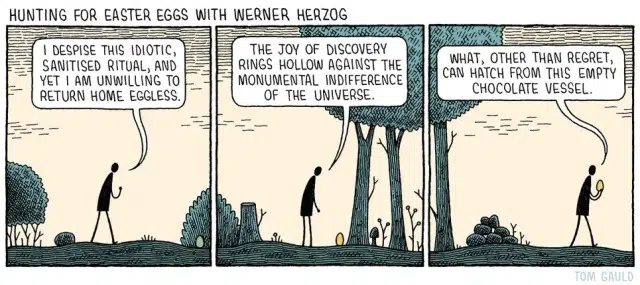 HUNTING FOR EASTER EGGS WITH WERNER HERZOG
I DESPISE THIS IDIOTIC,
SANITISED RITUAL, AND
YET I AM UNWILLING TO
RETURN HOME EGGLESS.
THE JOY OF DISCOVERY
RINGS HOLLOW AGAINST THE
MONUMENTAL INDIFFERENCE
OF THE UNIVERSE.
WHAT, OTHER THAN REGRET,
CAN HATCH FROM THIS EMPTY
CHOCOLATE VESSEL.
TOM GAULD